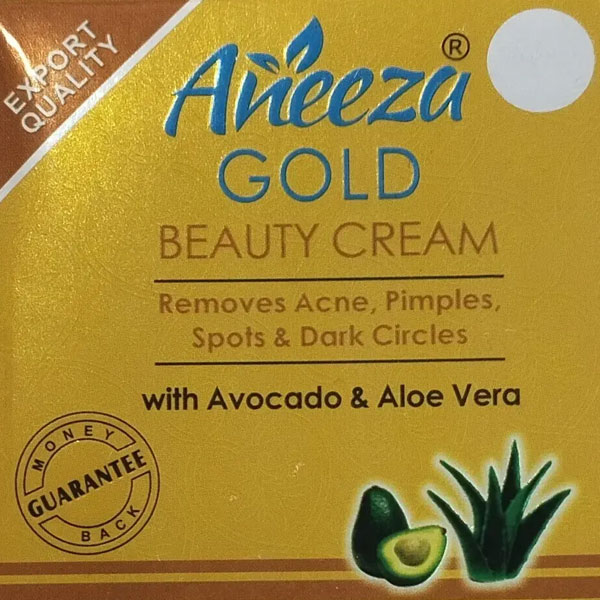 EXPORT
QUALITY
Aneeza®
GOLD
BEAUTY CREAM
Removes Acne, Pimples,
Spots & Dark Circles
with Avocado & Aloe Vera
MONEY
GUARANTEE
BACK